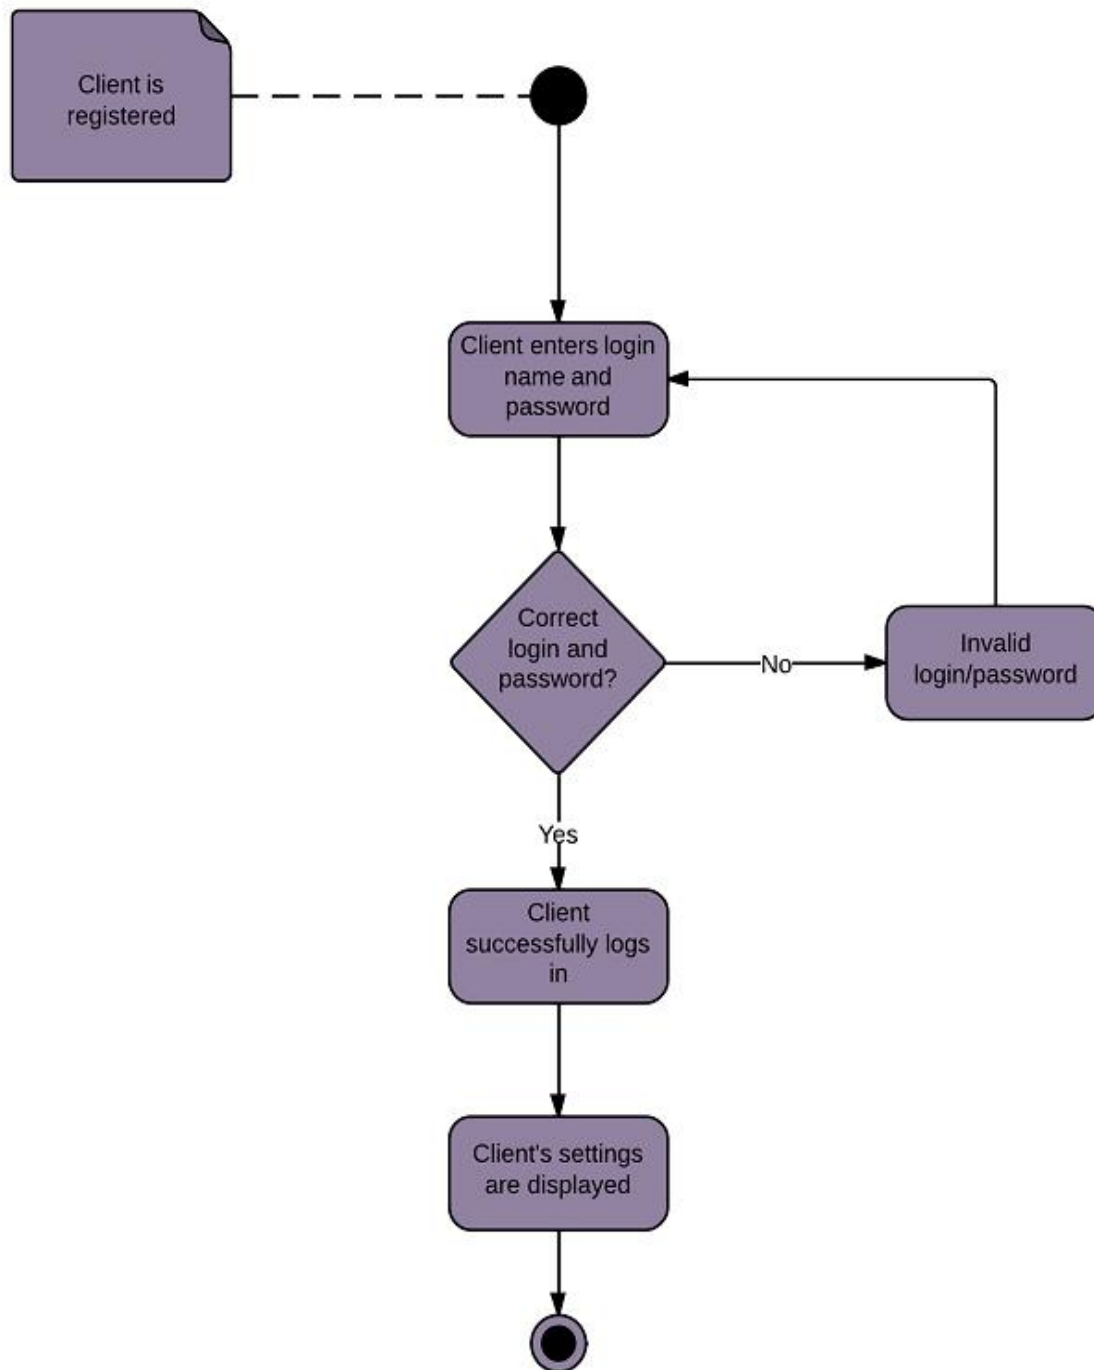 Client is
registered
Client enters login
name and
password
Correct
login and
password?
No
Invalid
login/password
Yes
Client
successfully logs
in
Client's settings
are displayed